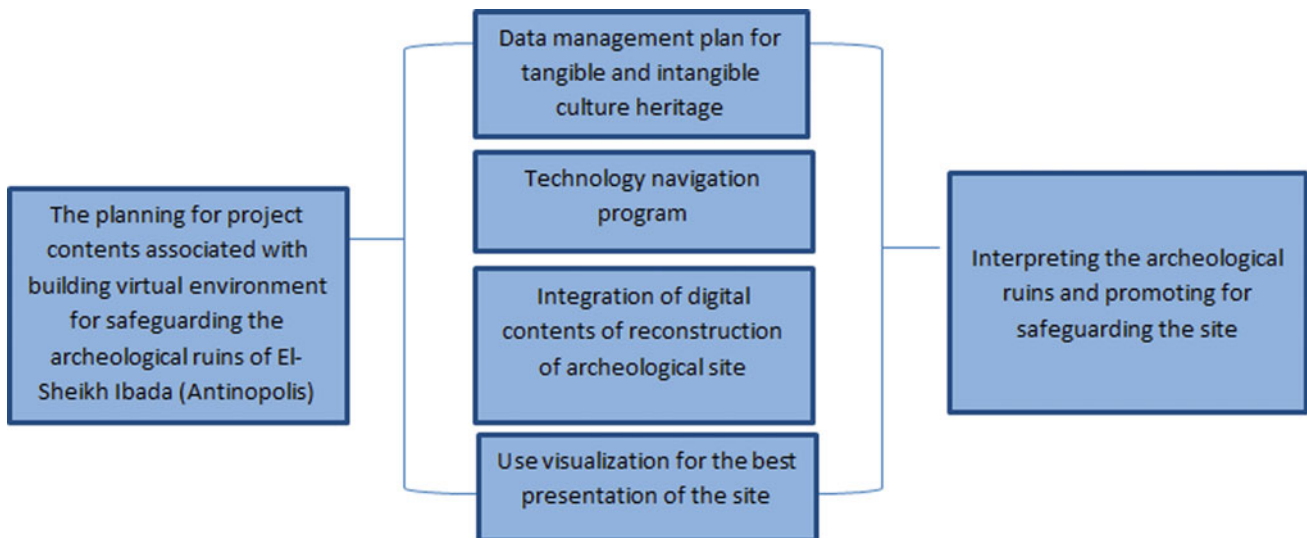 The planning for project
contents associated with
building virtual environment
for safeguarding the
archeological ruins of El-
Sheikh Ibada (Antinopolis)
Data management plan for
tangible and intangible
culture heritage
Technology navigation
program
Integration of digital
contents of reconstruction
of archeological site
Use visualization for the best
presentation of the site
Interpreting the archeological
ruins and promoting for
safeguarding the site